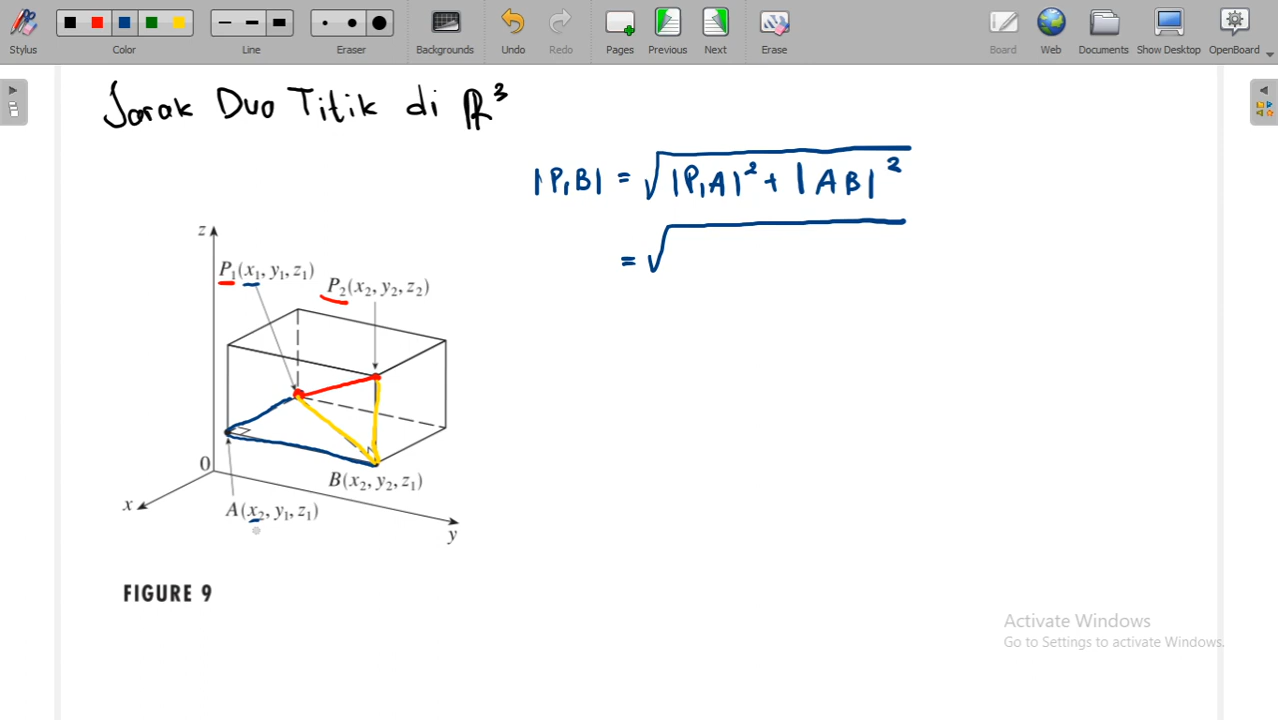 Stylus Color Line Eraser Backgrounds Undo Redo Pages Previous Next Erase Board Web Documents Show Desktop OpenBoard
Jarak Dua Titik di ℝ³
|P₁B| = √(|P₁A|² + |AB|²)
= √
z
P₁(x₁, y₁, z₁)
P₂(x₂, y₂, z₂)
0
B(x₂, y₂, z₁)
x
A(x₂, y₁, z₁)
y
FIGURE 9
Activate Windows
Go to Settings to activate Windows.